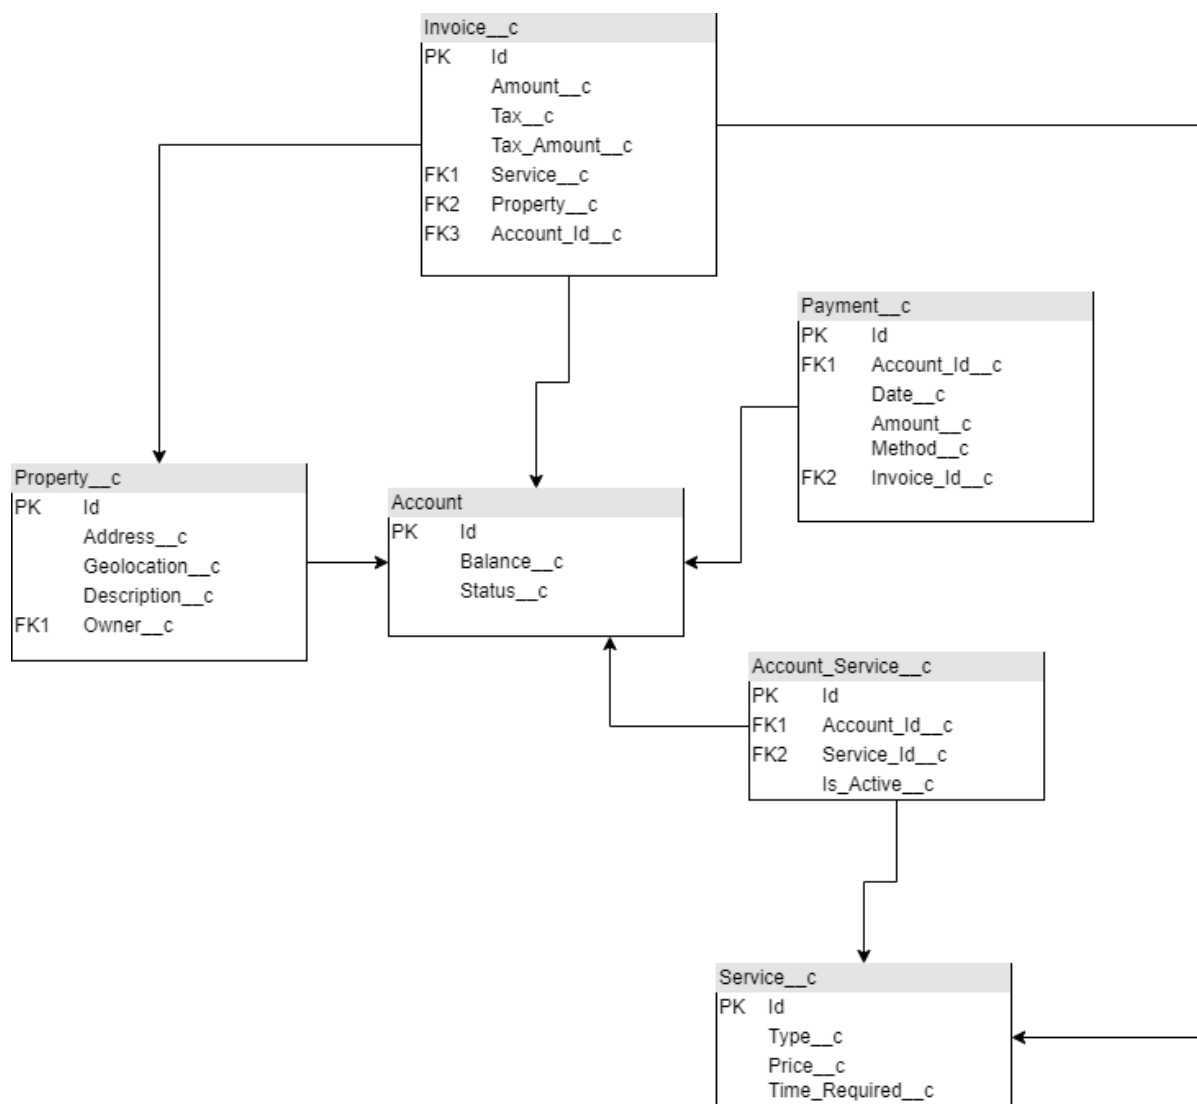 Invoice__c
PK Id
Amount__c
Tax__c
Tax_Amount__c
FK1 Service__c
FK2 Property__c
FK3 Account_Id__c
Payment__c
PK Id
FK1 Account_Id__c
Date__c
Amount__c
Method__c
FK2 Invoice_Id__c
Property__c
PK Id
Address__c
Geolocation__c
Description__c
FK1 Owner__c
Account
PK Id
Balance__c
Status__c
Account_Service__c
PK Id
FK1 Account_Id__c
FK2 Service_Id__c
Is_Active__c
Service__c
PK Id
Type__c
Price__c
Time_Required__c